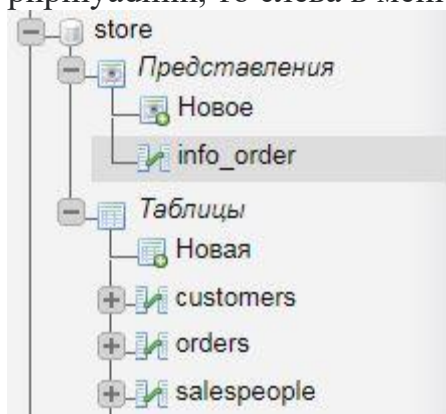 store
Представления
Новое
info_order
Таблицы
Новая
customers
orders
salespeople